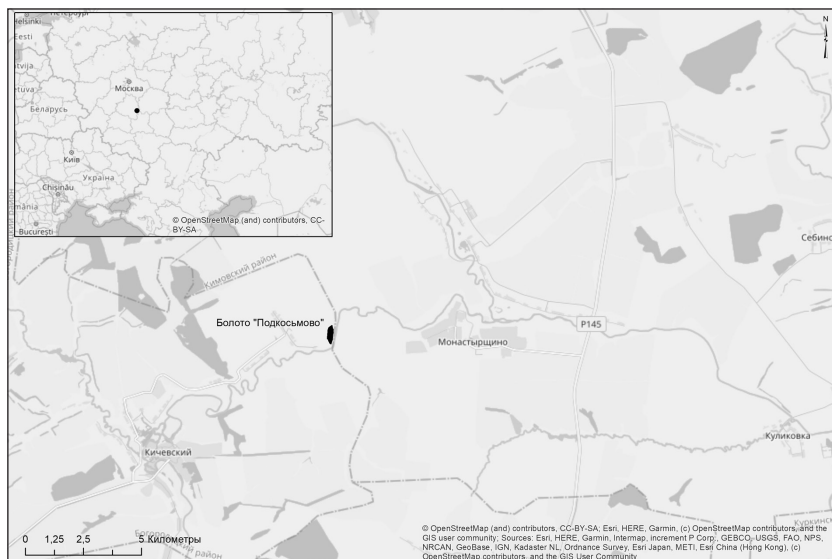 Helsinki
Петербург
Eesti
Latvija
Lietuva
Москва
Беларусь
Київ
Україна
Chișinău
România
București
© OpenStreetMap (and) contributors, CC-
BY-SA
N
Кимовский район
Себино
Болото "Подкосьмово"
Р145
Монастырщино
Куликовка
Кичевский
0 1,25 2,5 5 Километры
© OpenStreetMap (and) contributors, CC-BY-SA; Esri, HERE, Garmin, (c) OpenStreetMap contributors, and the
GIS user community; Sources: Esri, HERE, Garmin, Intermap, increment P Corp., GEBCO, USGS, FAO, NPS,
NRCAN, GeoBase, IGN, Kadaster NL, Ordnance Survey, Esri Japan, METI, Esri China (Hong Kong), (c)
OpenStreetMap contributors, and the GIS User Community